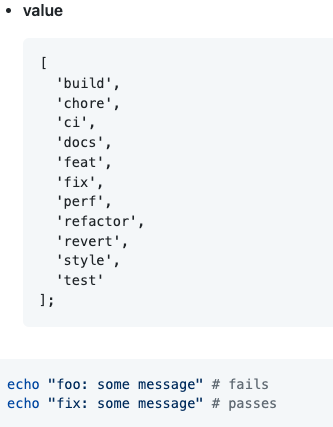 • value
[
  'build',
  'chore',
  'ci',
  'docs',
  'feat',
  'fix',
  'perf',
  'refactor',
  'revert',
  'style',
  'test'
];
echo "foo: some message" # fails
echo "fix: some message" # passes